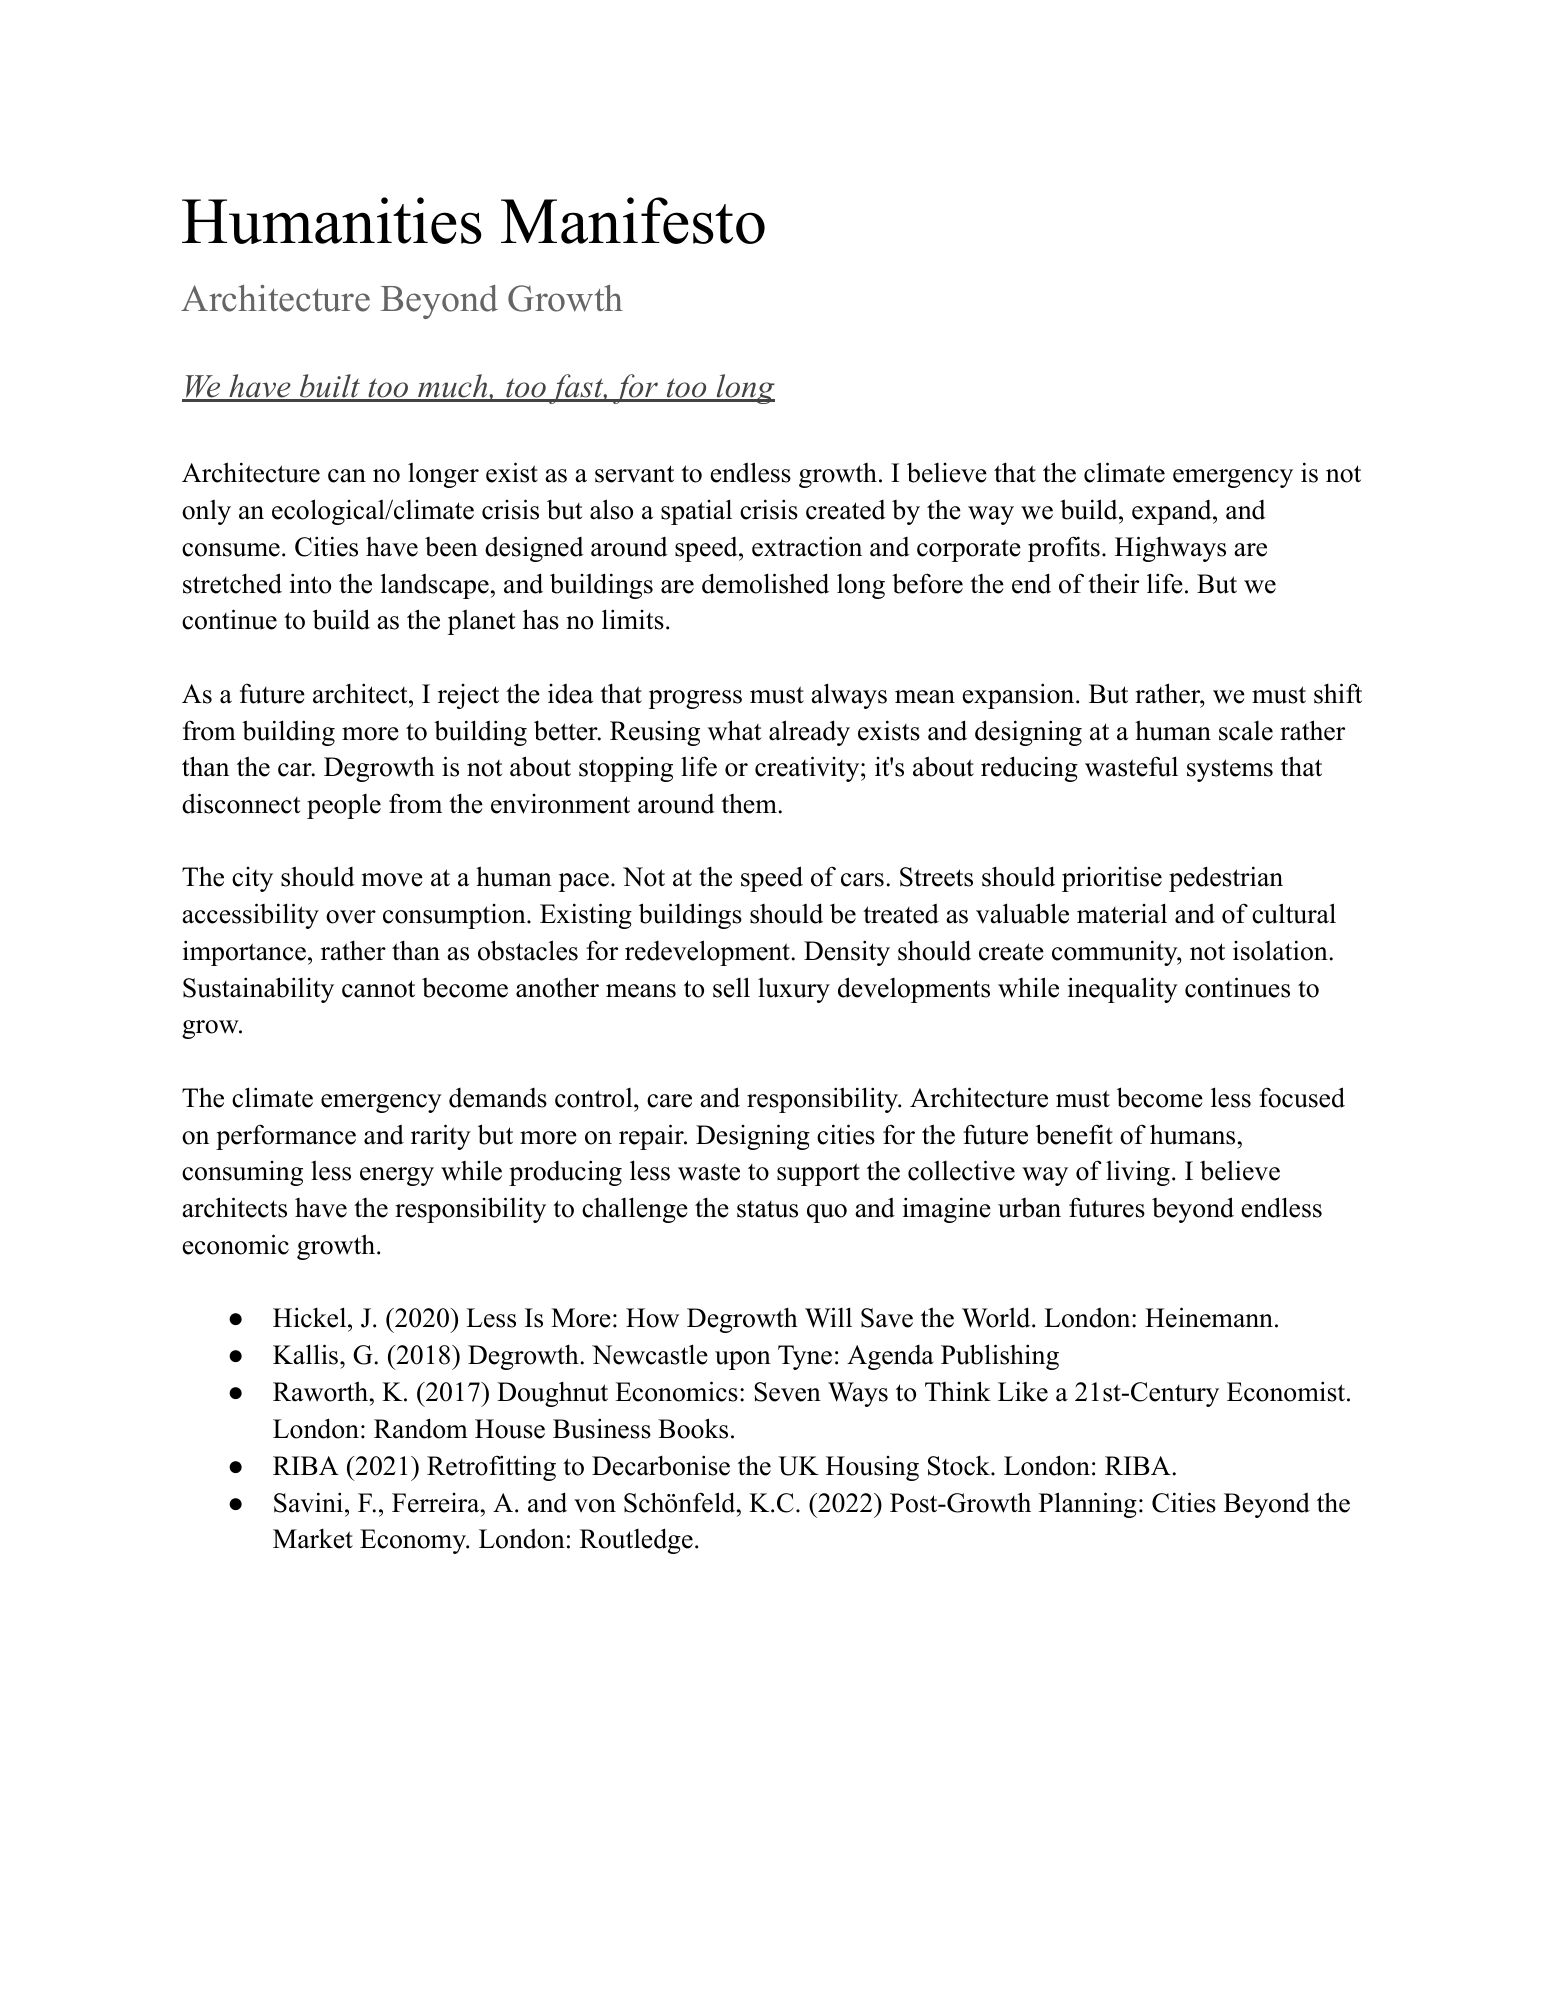 Humanities Manifesto
Architecture Beyond Growth
We have built too much, too fast, for too long
Architecture can no longer exist as a servant to endless growth. I believe that the climate emergency is not
only an ecological/climate crisis but also a spatial crisis created by the way we build, expand, and
consume. Cities have been designed around speed, extraction and corporate profits. Highways are
stretched into the landscape, and buildings are demolished long before the end of their life. But we
continue to build as the planet has no limits.
As a future architect, I reject the idea that progress must always mean expansion. But rather, we must shift
from building more to building better. Reusing what already exists and designing at a human scale rather
than the car. Degrowth is not about stopping life or creativity; it's about reducing wasteful systems that
disconnect people from the environment around them.
The city should move at a human pace. Not at the speed of cars. Streets should prioritise pedestrian
accessibility over consumption. Existing buildings should be treated as valuable material and of cultural
importance, rather than as obstacles for redevelopment. Density should create community, not isolation.
Sustainability cannot become another means to sell luxury developments while inequality continues to
grow.
The climate emergency demands control, care and responsibility. Architecture must become less focused
on performance and rarity but more on repair. Designing cities for the future benefit of humans,
consuming less energy while producing less waste to support the collective way of living. I believe
architects have the responsibility to challenge the status quo and imagine urban futures beyond endless
economic growth.
● Hickel, J. (2020) Less Is More: How Degrowth Will Save the World. London: Heinemann.
● Kallis, G. (2018) Degrowth. Newcastle upon Tyne: Agenda Publishing
● Raworth, K. (2017) Doughnut Economics: Seven Ways to Think Like a 21st-Century Economist.
London: Random House Business Books.
● RIBA (2021) Retrofitting to Decarbonise the UK Housing Stock. London: RIBA.
● Savini, F., Ferreira, A. and von Schönfeld, K.C. (2022) Post-Growth Planning: Cities Beyond the
Market Economy. London: Routledge.